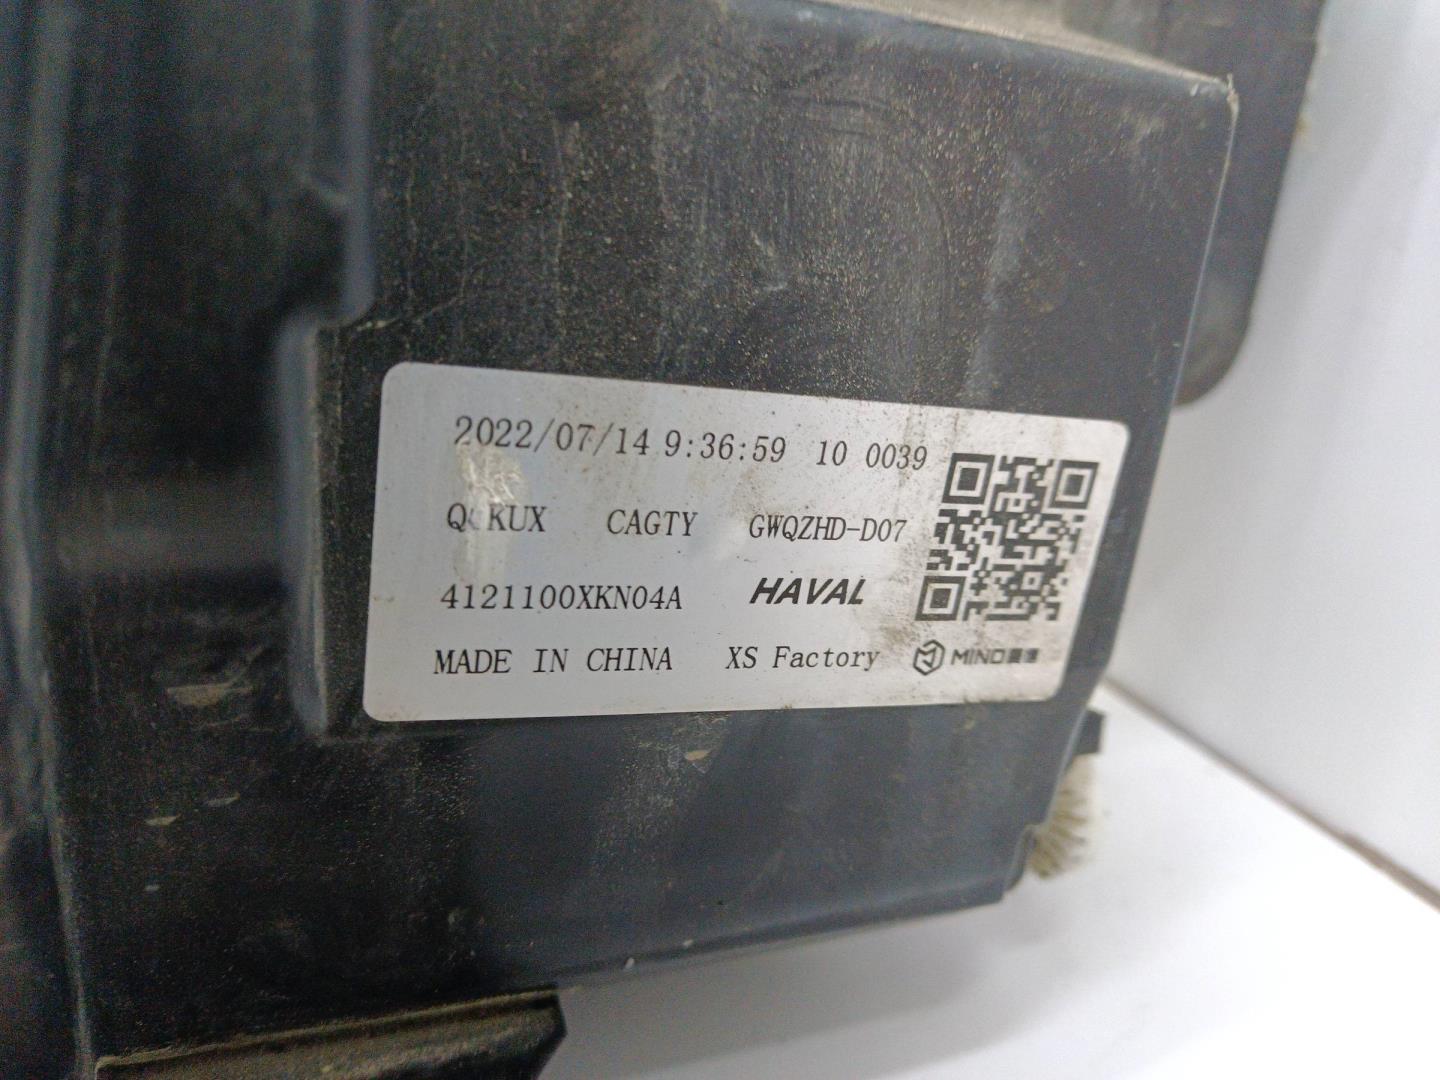 2022/07/14 9:36:59 10 0039
CAGTY GWQZHD-D07
4121100XKN04A HAVAL
MADE IN CHINA XS Factory MIND